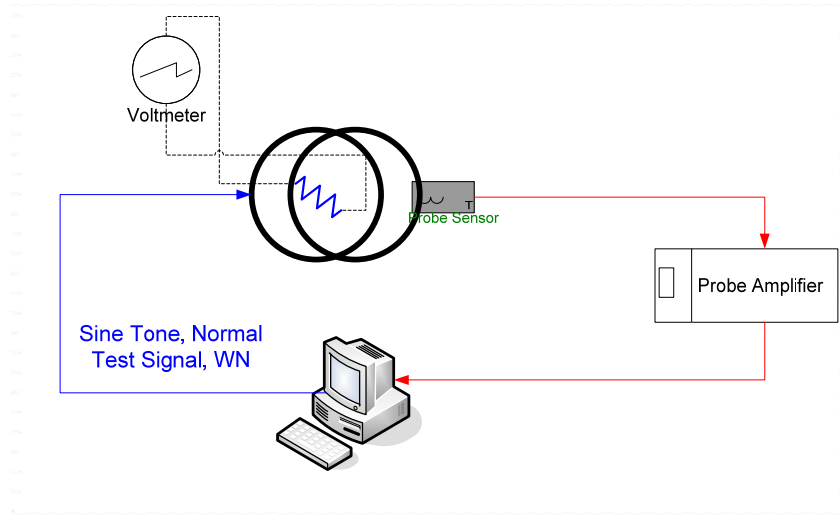 Voltmeter
T
Probe Sensor
Probe Amplifier
Sine Tone, Normal
Test Signal, WN